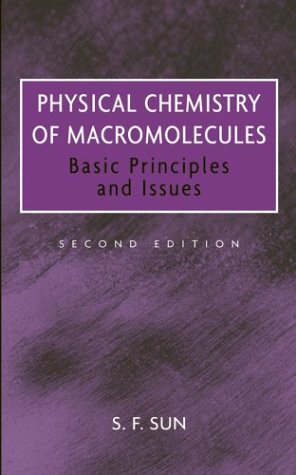 PHYSICAL CHEMISTRY
OF MACROMOLECULES
Basic Principles
and Issues
SECOND EDITION
S. F. SUN